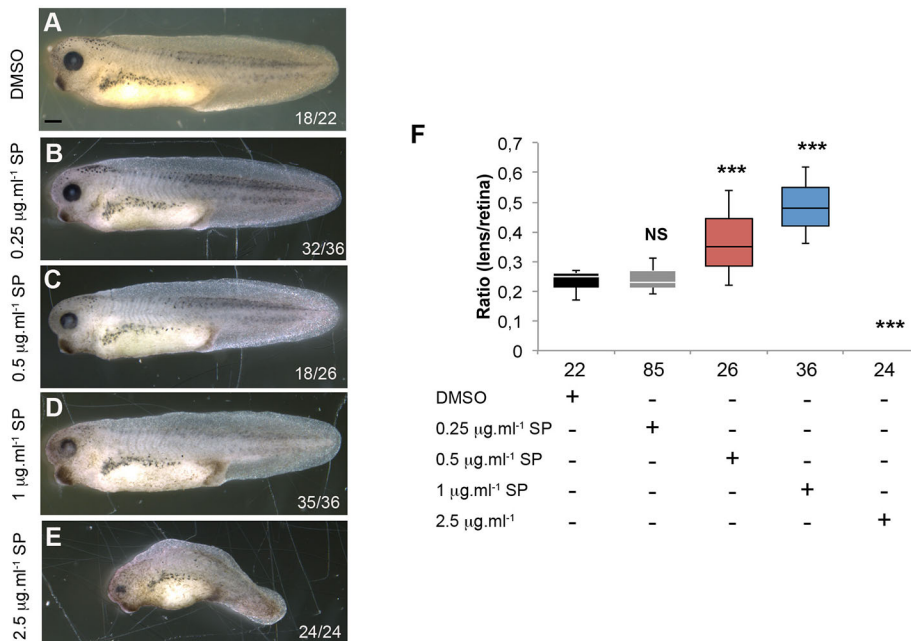 A
DMSO
18/22
B
0.25 µg.ml⁻¹ SP
32/36
C
0.5 µg.ml⁻¹ SP
18/26
D
1 µg.ml⁻¹ SP
35/36
E
2.5 µg.ml⁻¹ SP
24/24
F
Ratio (lens/retina)
0,7
0,6
0,5
0,4
0,3
0,2
0,1
0
NS
***
***
***
22 85 26 36 24
DMSO + - - - -
0.25 µg.ml⁻¹ SP - + - - -
0.5 µg.ml⁻¹ SP - - + - -
1 µg.ml⁻¹ SP - - - + -
2.5 µg.ml⁻¹ - - - - +